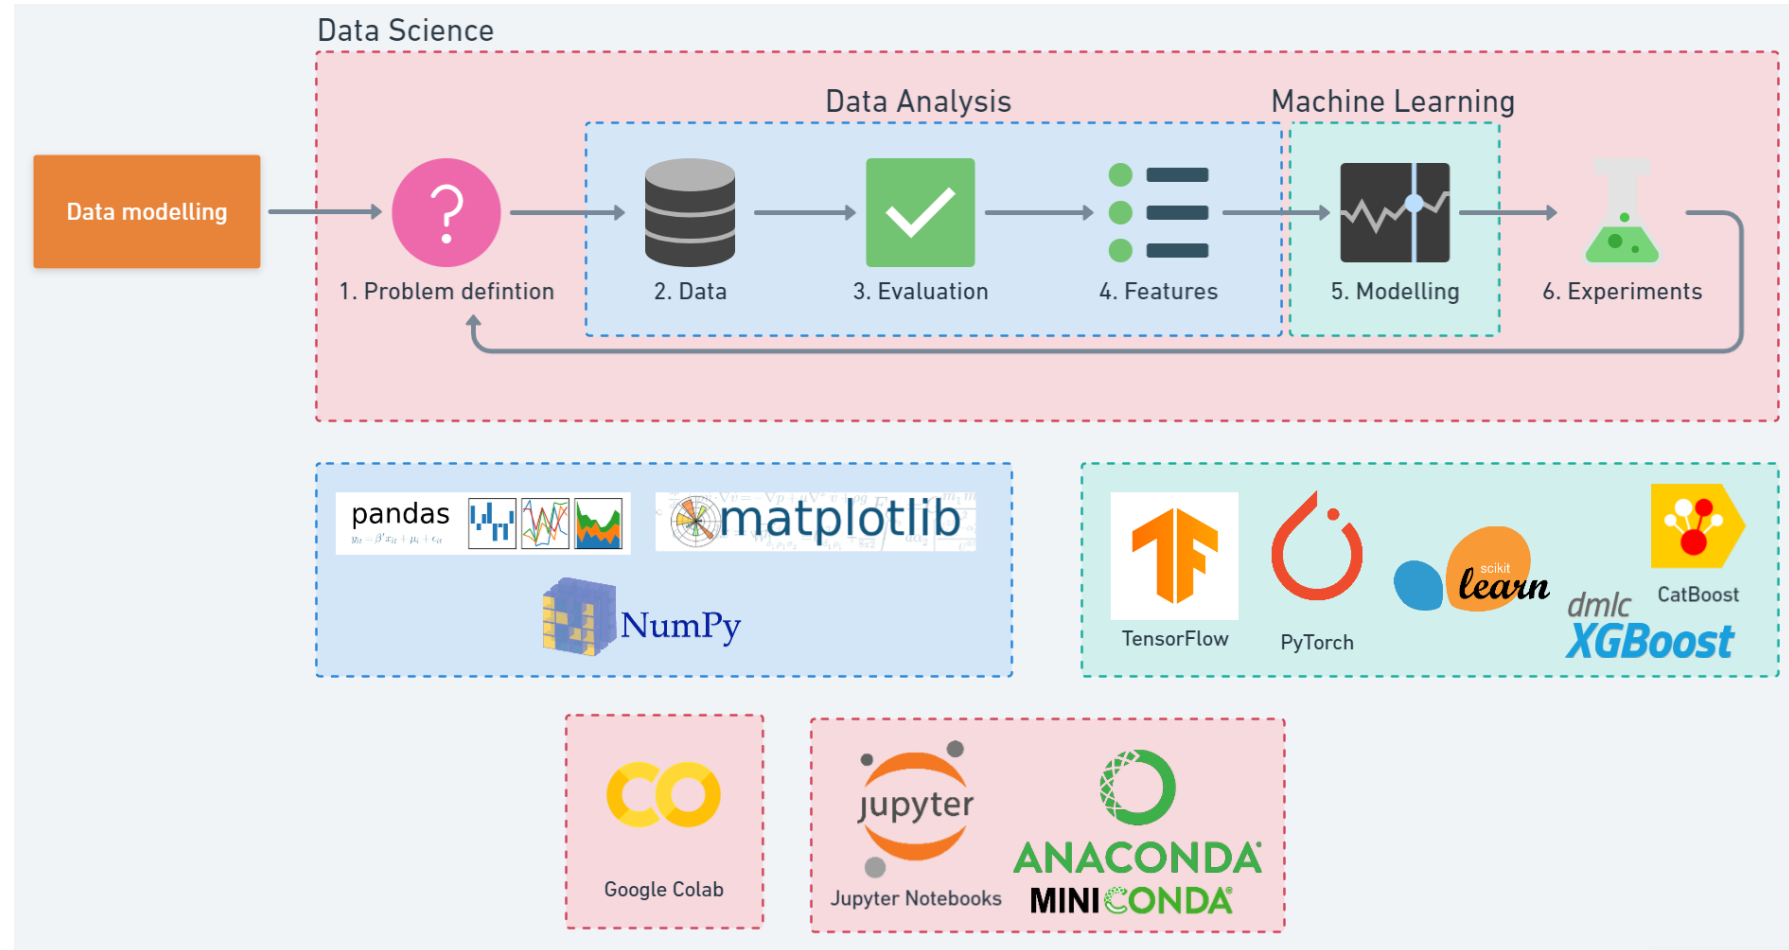 Data Science
Data Analysis
Machine Learning
Data modelling
?
1. Problem defintion
2. Data
3. Evaluation
4. Features
5. Modelling
6. Experiments
pandas
matplotlib
NumPy
TensorFlow
PyTorch
scikit
learn
CatBoost
dmlc
XGBoost
Google Colab
jupyter
Jupyter Notebooks
ANACONDA
MINICONDA